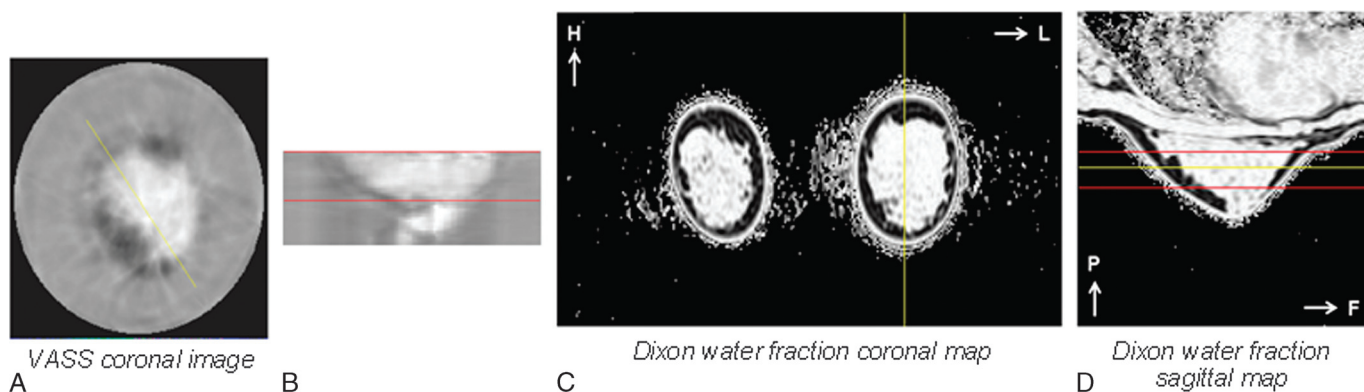 H
L
P
F
VASS coronal image
Dixon water fraction coronal map
Dixon water fraction
sagittal map
A
B
C
D